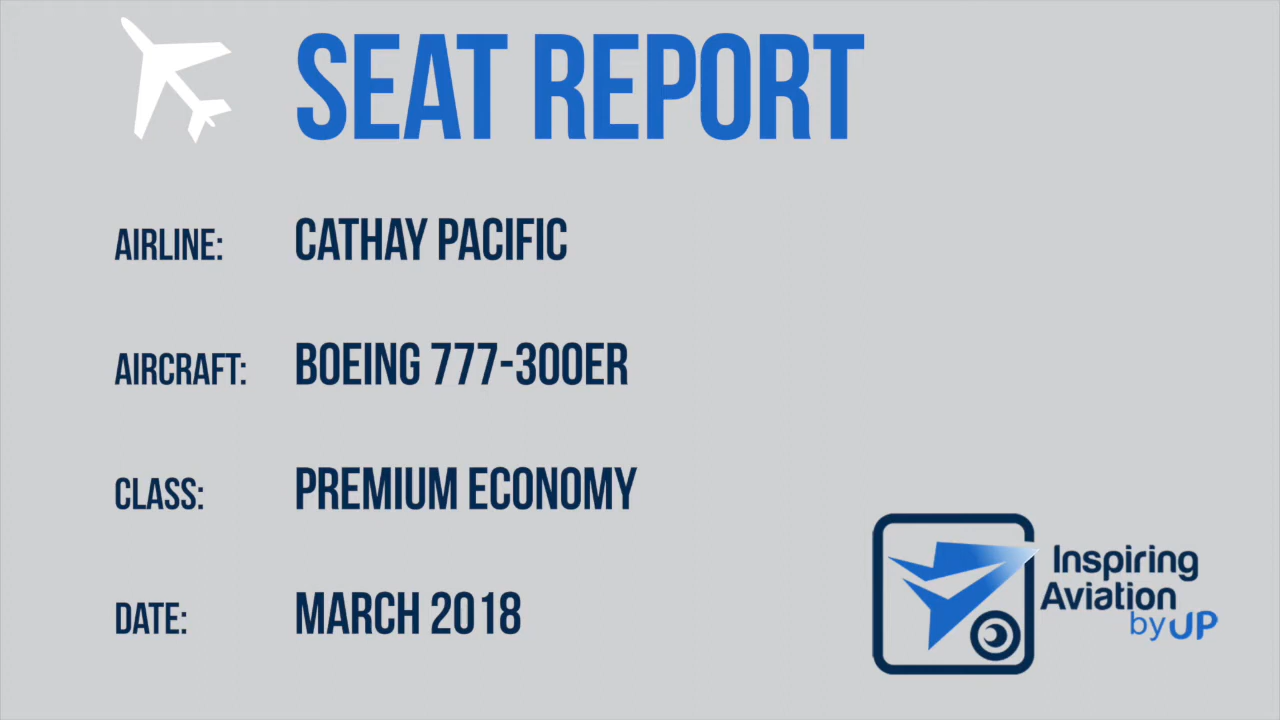 SEAT REPORT
AIRLINE: CATHAY PACIFIC
AIRCRAFT: BOEING 777-300ER
CLASS: PREMIUM ECONOMY
DATE: MARCH 2018
Inspiring
Aviation
by UP